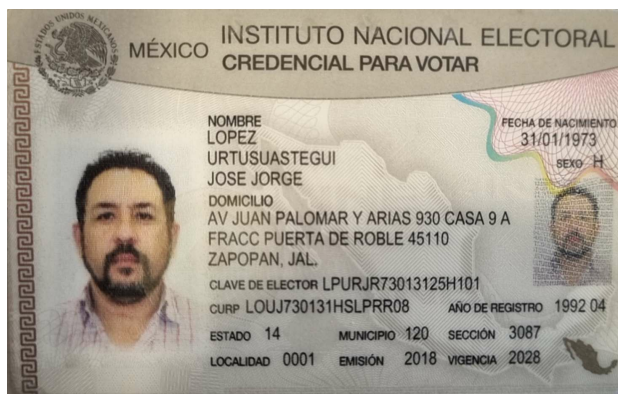 ESTADOS UNIDOS MEXICANOS
MÉXICO INSTITUTO NACIONAL ELECTORAL
CREDENCIAL PARA VOTAR
NOMBRE
LOPEZ
URTUSUASTEGUI
JOSE JORGE
FECHA DE NACIMIENTO
31/01/1973
SEXO H
DOMICILIO
AV JUAN PALOMAR Y ARIAS 930 CASA 9 A
FRACC PUERTA DE ROBLE 45110
ZAPOPAN, JAL.
CLAVE DE ELECTOR LPURJR73013125H101
CURP LOUJ730131HSLPRR08 AÑO DE REGISTRO 1992 04
ESTADO 14 MUNICIPIO 120 SECCIÓN 3087
LOCALIDAD 0001 EMISIÓN 2018 VIGENCIA 2028